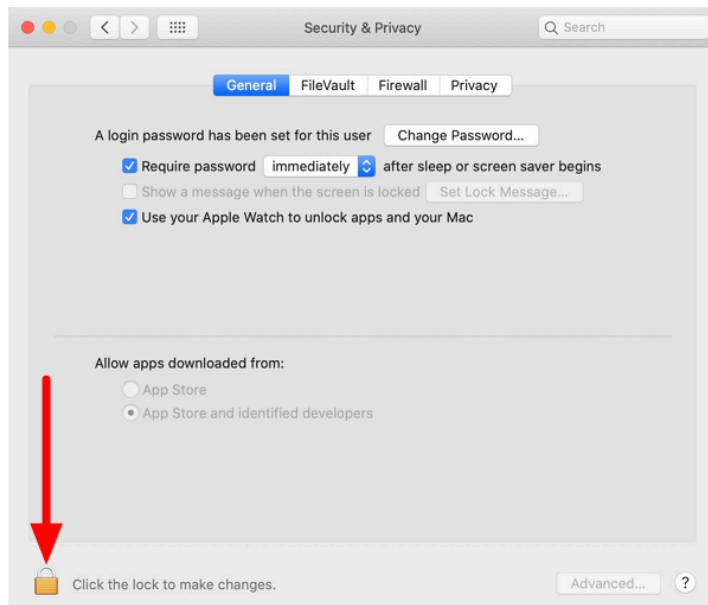 Security & Privacy
Search
General FileVault Firewall Privacy
A login password has been set for this user Change Password...
Require password immediately after sleep or screen saver begins
Show a message when the screen is locked Set Lock Message...
Use your Apple Watch to unlock apps and your Mac
Allow apps downloaded from:
App Store
App Store and identified developers
Click the lock to make changes.
Advanced... ?